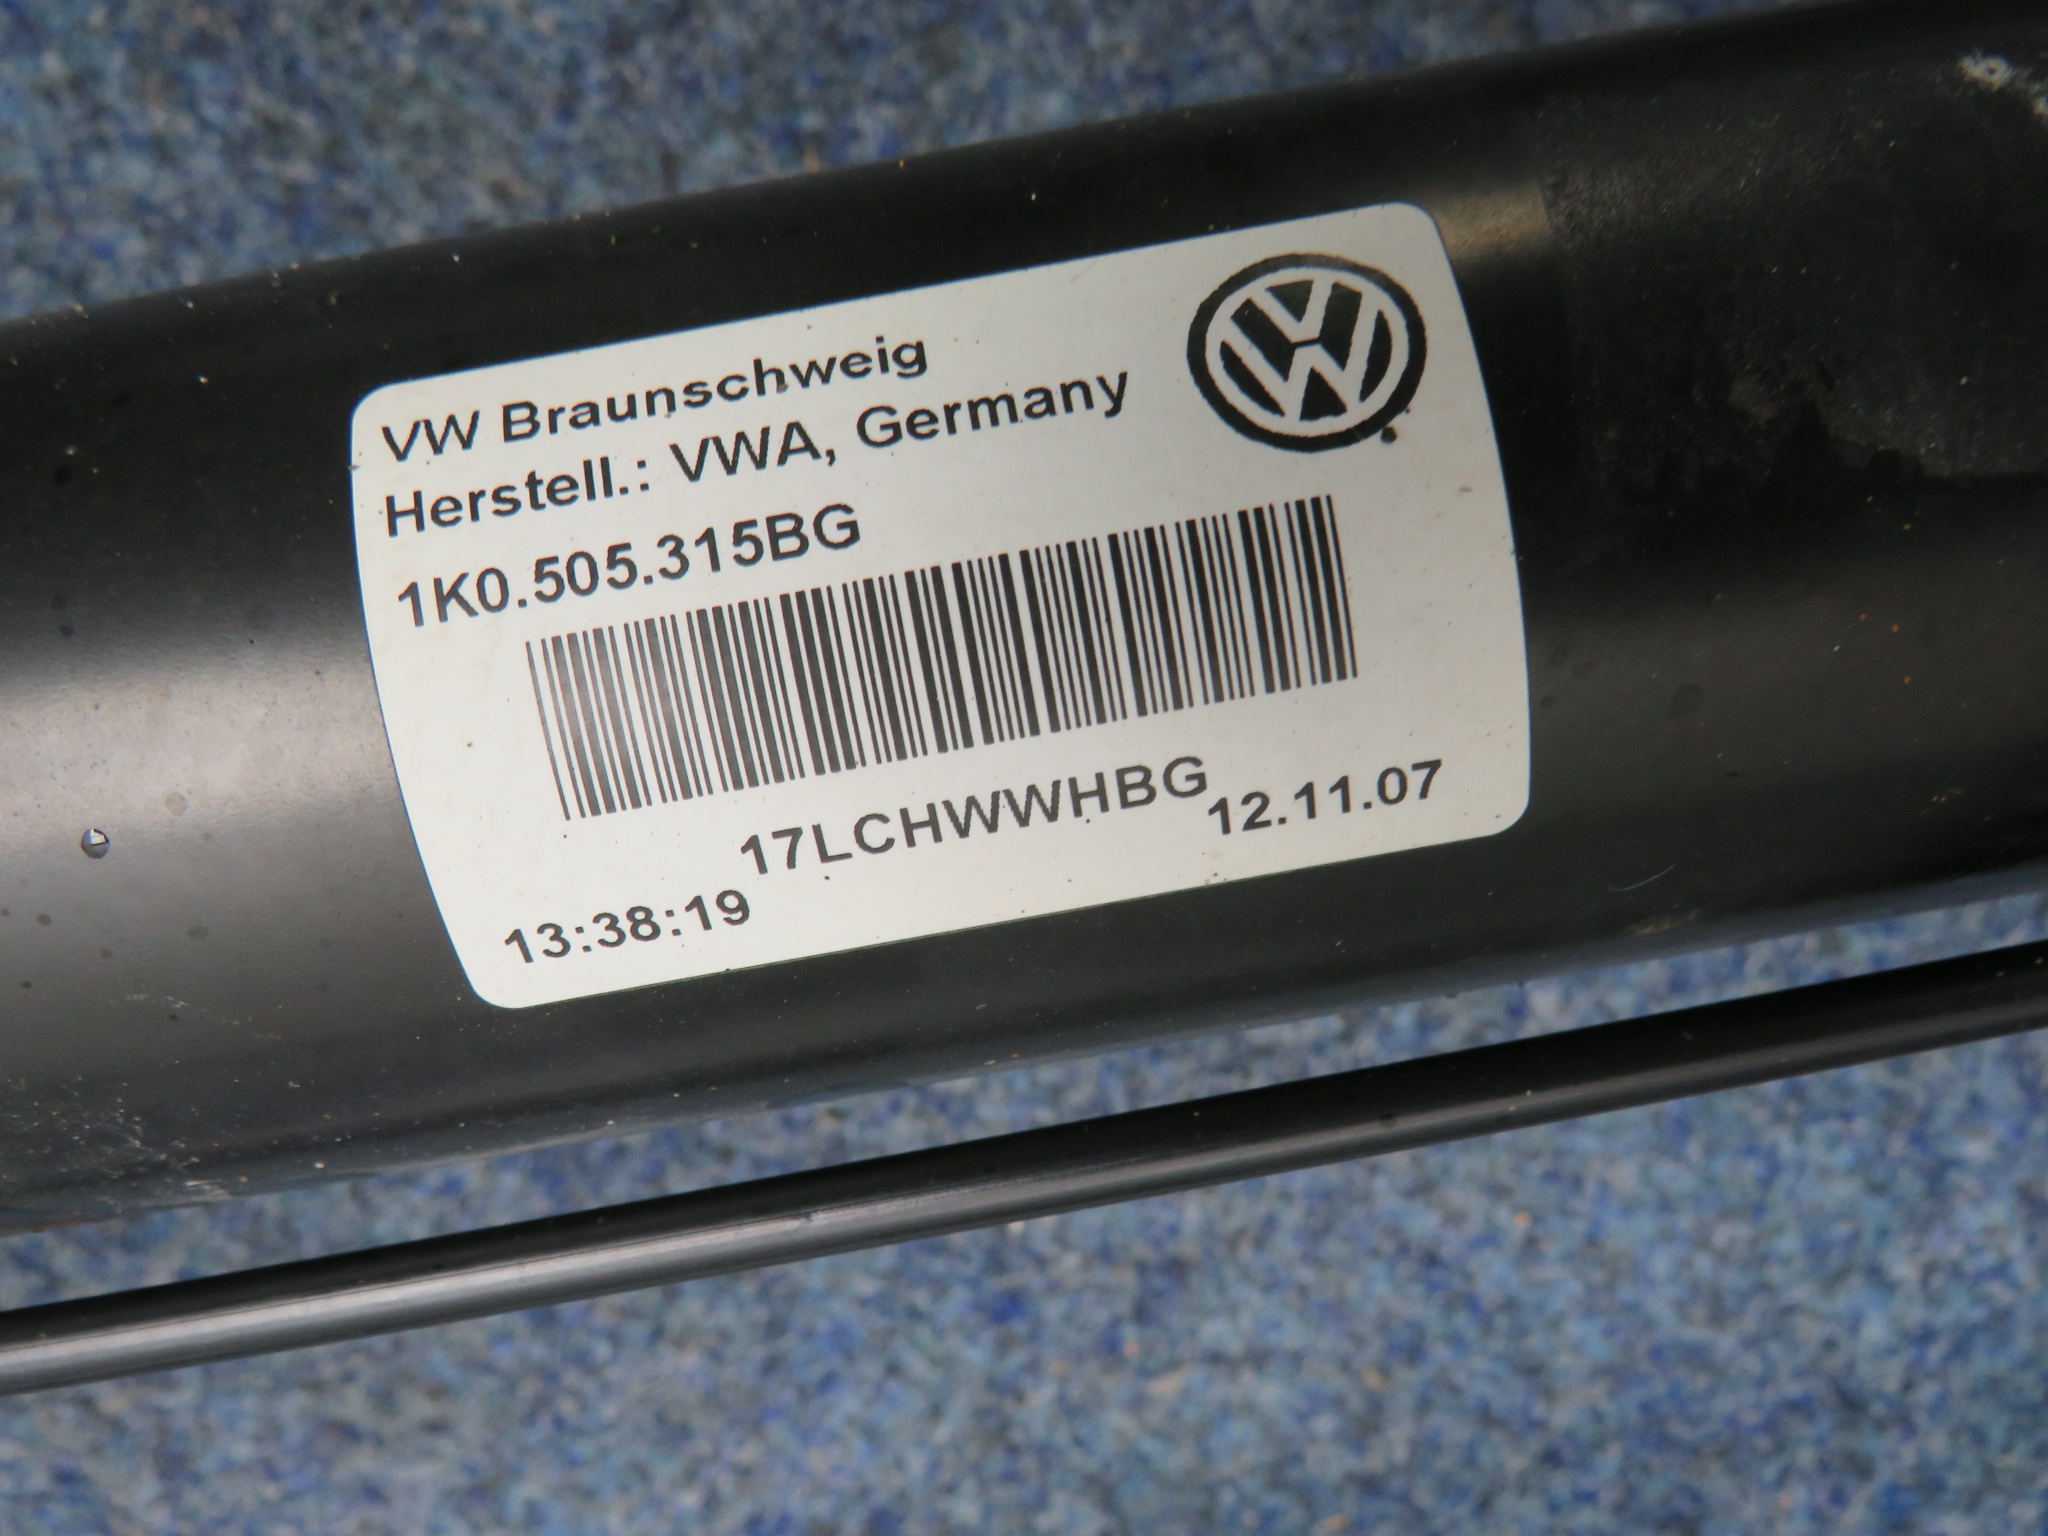 VW Braunschweig
Herstell.: VWA, Germany
1K0.505.315BG
17LCHWWHBG
13:38:19
12.11.07